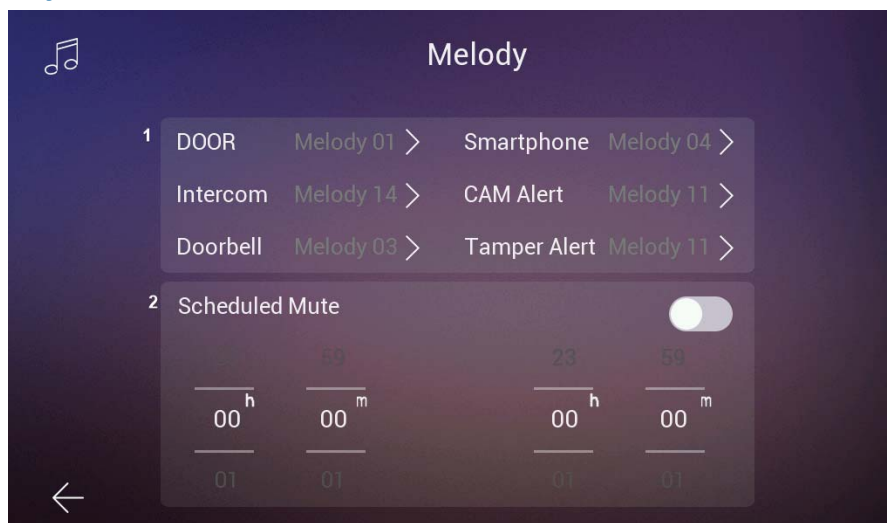 Melody
1 DOOR Melody 01 Smartphone Melody 04
Intercom Melody 14 CAM Alert Melody 11
Doorbell Melody 03 Tamper Alert Melody 11
2 Scheduled Mute
59 23 59
00 h 00 m 00 h 00 m
01 01 01 01